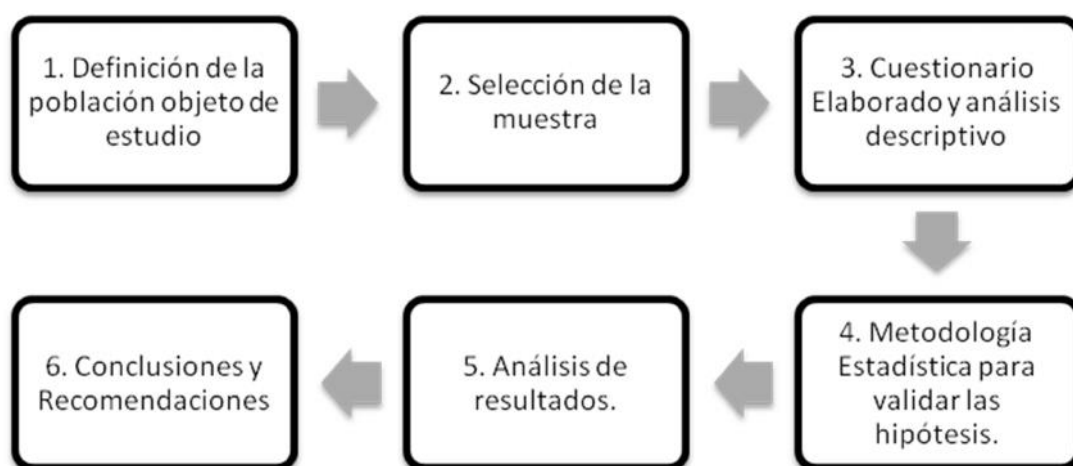 1. Definición de la
población objeto de
estudio
2. Selección de la
muestra
3. Cuestionario
Elaborado y análisis
descriptivo
4. Metodología
Estadística para
validar las
hipótesis.
5. Análisis de
resultados.
6. Conclusiones y
Recomendaciones